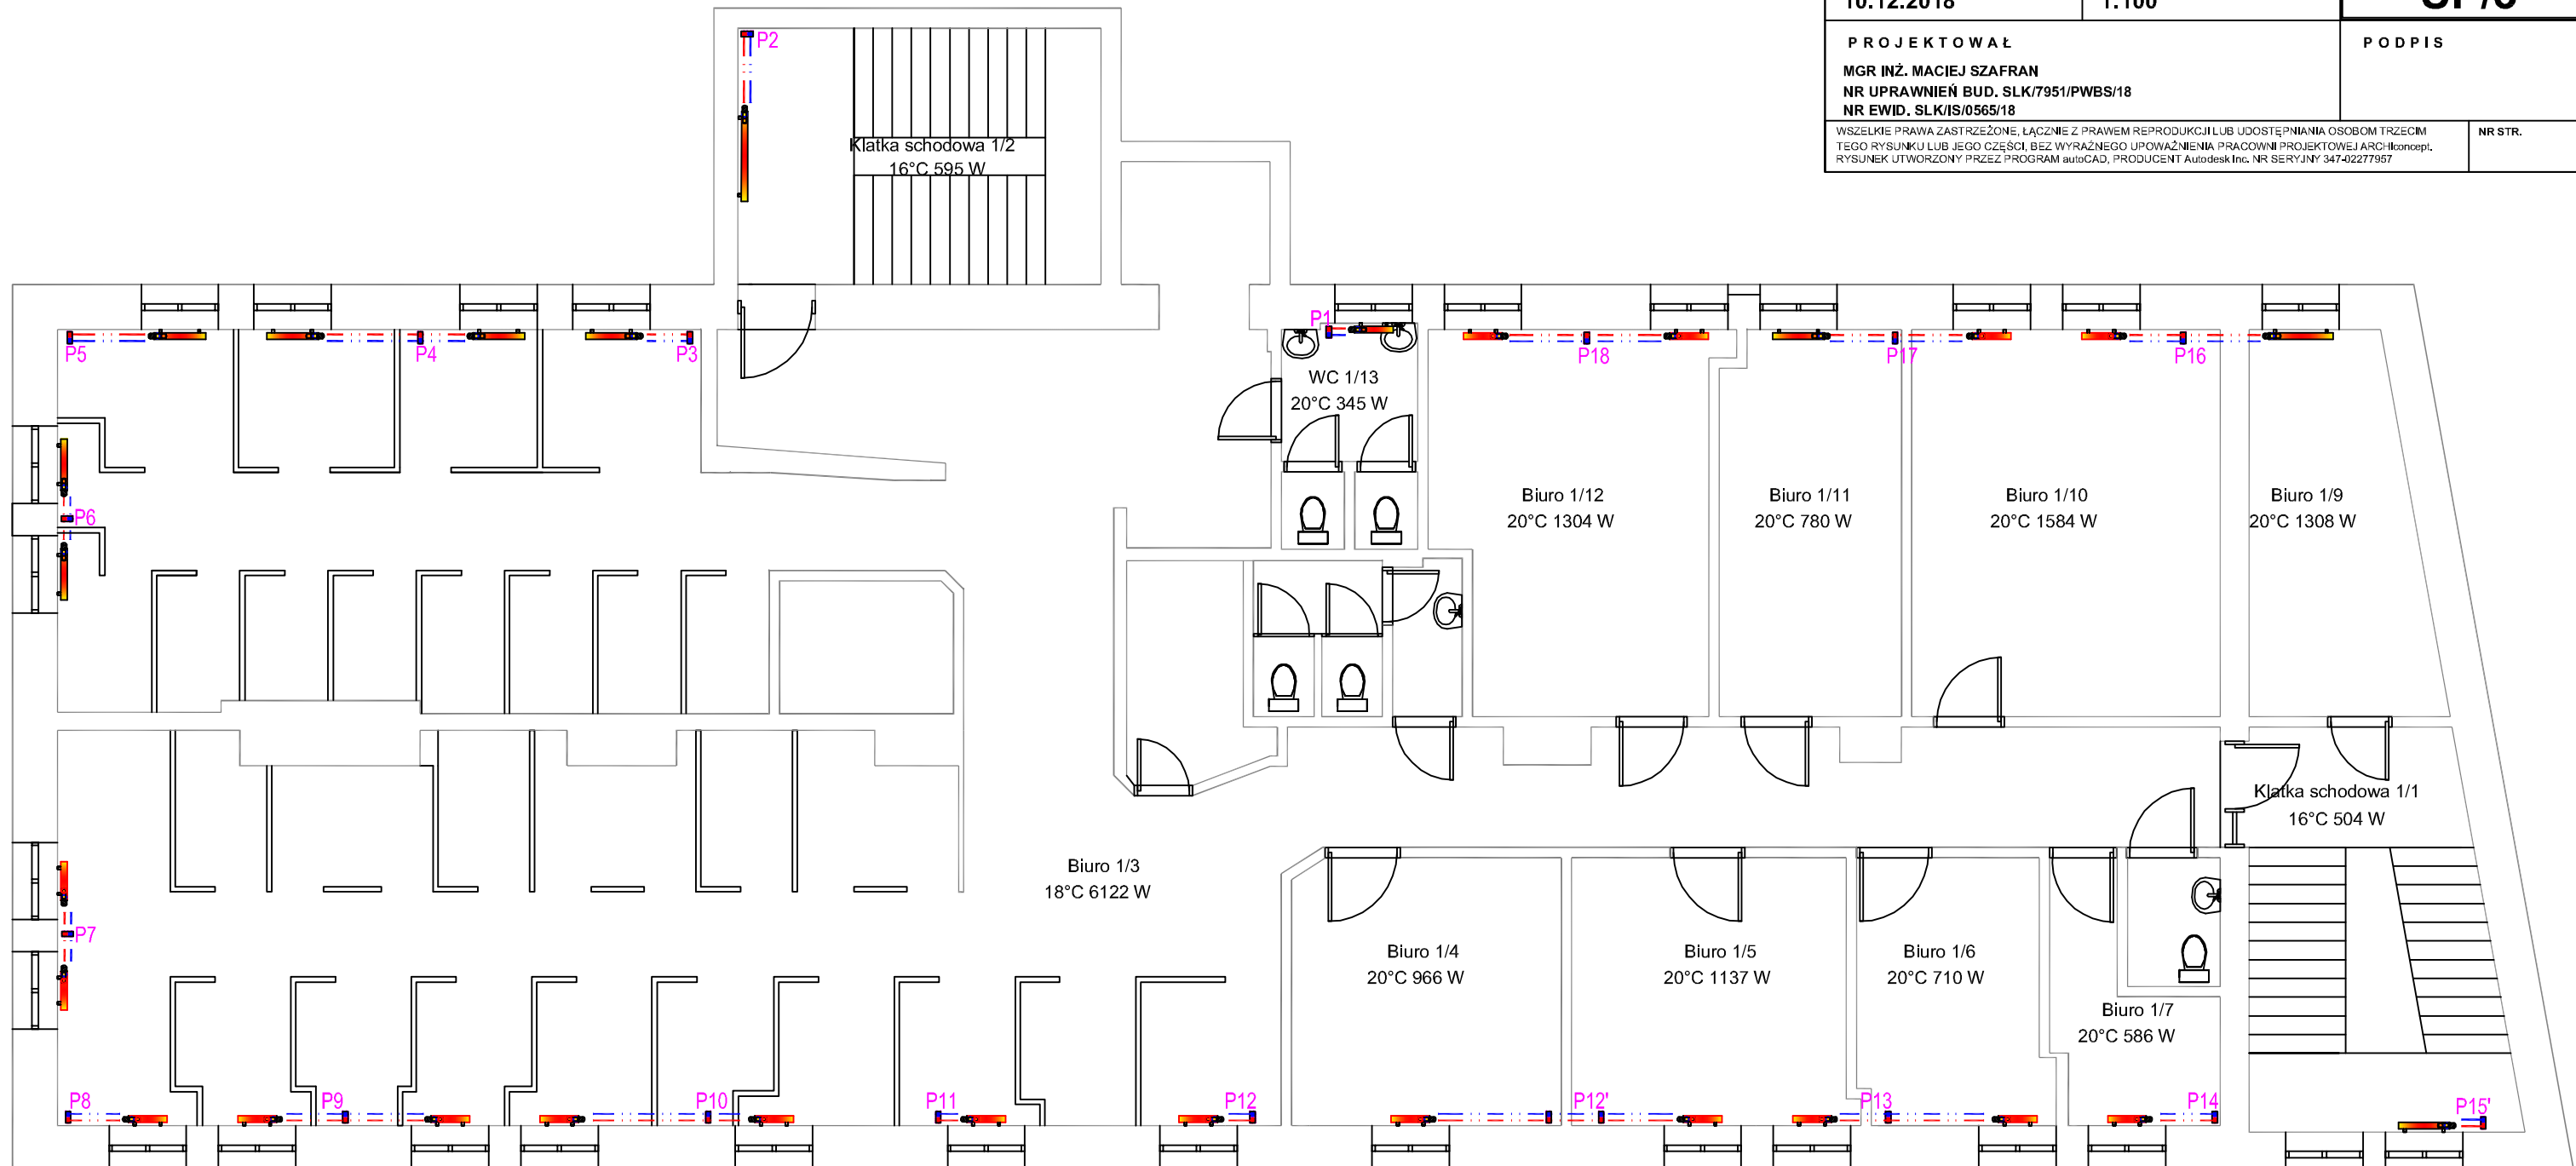 10.12.2018
1:100
PROJEKTOWAŁ
PODPIS
MGR INŻ. MACIEJ SZAFRAN
NR UPRAWNIEŃ BUD. SLK/7951/PWBS/18
NR EWID. SLK/IS/0565/18
WSZELKIE PRAWA ZASTRZEŻONE, ŁĄCZNIE Z PRAWEM REPRODUKCJI LUB UDOSTĘPNIANIA OSOBOM TRZECIM
TEGO RYSUNKU LUB JEGO CZĘŚCI, BEZ WYRAŹNEGO UPOWAŻNIENIA PRACOWNI PROJEKTOWEJ ARCHIconcept.
RYSUNEK UTWORZONY PRZEZ PROGRAM autoCAD, PRODUCENT Autodesk Inc. NR SERYJNY 347-02277957
NR STR.
P2
Klatka schodowa 1/2
16°C 595 W
P5
P4
P3
P1
P18
P17
P16
WC 1/13
20°C 345 W
P6
Biuro 1/12
20°C 1304 W
Biuro 1/11
20°C 780 W
Biuro 1/10
20°C 1584 W
Biuro 1/9
20°C 1308 W
Klatka schodowa 1/1
16°C 504 W
Biuro 1/3
18°C 6122 W
P7
Biuro 1/4
20°C 966 W
Biuro 1/5
20°C 1137 W
Biuro 1/6
20°C 710 W
Biuro 1/7
20°C 586 W
P8
P9
P10
P11
P12
P12'
P13
P14
P15'